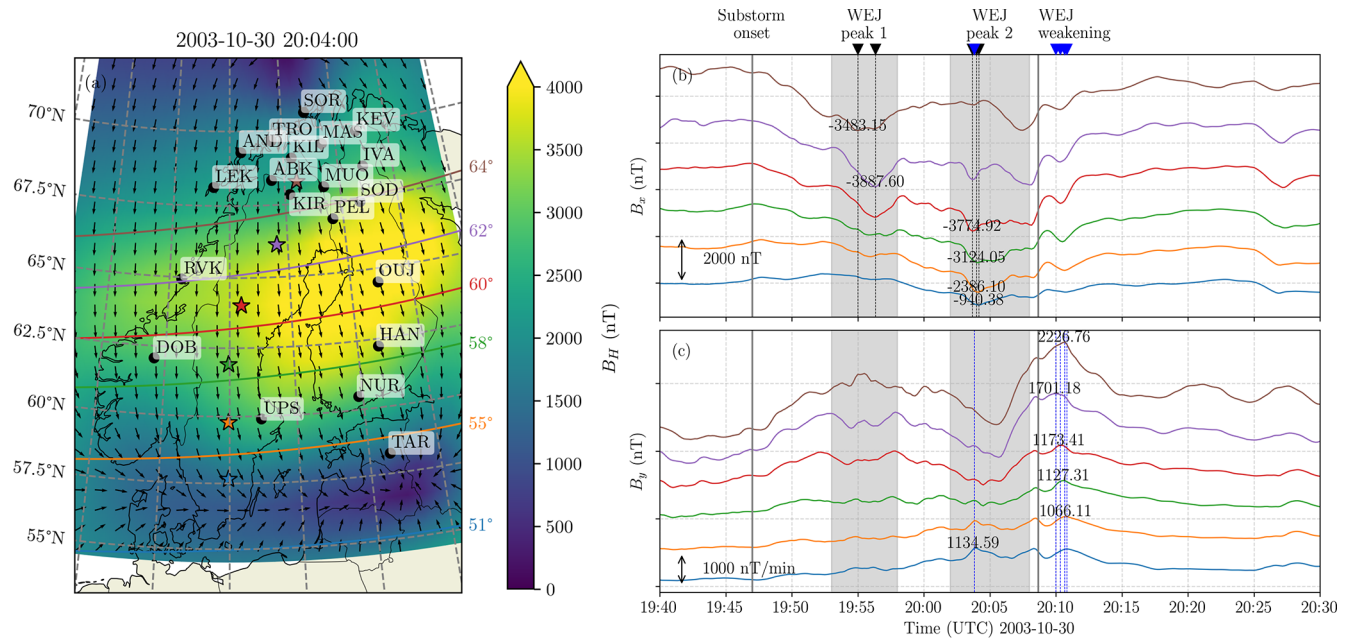 2003-10-30 20:04:00
(a)
70°N
67.5°N
65°N
62.5°N
60°N
57.5°N
55°N
SOR
KEV
TRO
MAS
AND
KIL
IVA
ABK
LEK
MUO
SOD
KIR
PEL
RVK
OUJ
HAN
DOB
NUR
UPS
TAR
64°
62°
60°
58°
55°
51°
4000
3500
3000
2500
2000
1500
1000
500
0
B_H (nT)
Substorm
onset
WEJ
peak 1
WEJ
peak 2
WEJ
weakening
(b)
B_x (nT)
2000 nT
-3483.15
-3887.60
-3774.92
-3124.05
-2386.10
-940.38
(c)
B_y (nT)
1000 nT/min
2226.76
1701.18
1173.41
1127.31
1066.11
1134.59
19:40 19:45 19:50 19:55 20:00 20:05 20:10 20:15 20:20 20:25 20:30
Time (UTC) 2003-10-30